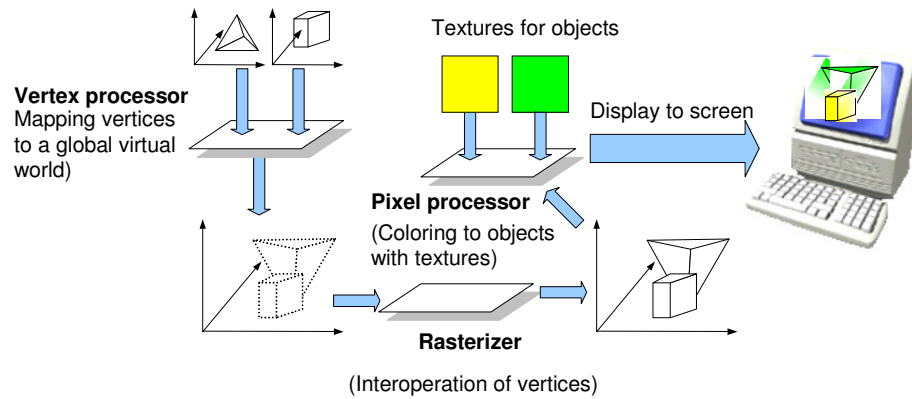 Textures for objects
Vertex processor
Mapping vertices
to a global virtual
world)
Display to screen
Pixel processor
(Coloring to objects
with textures)
Rasterizer
(Interoperation of vertices)